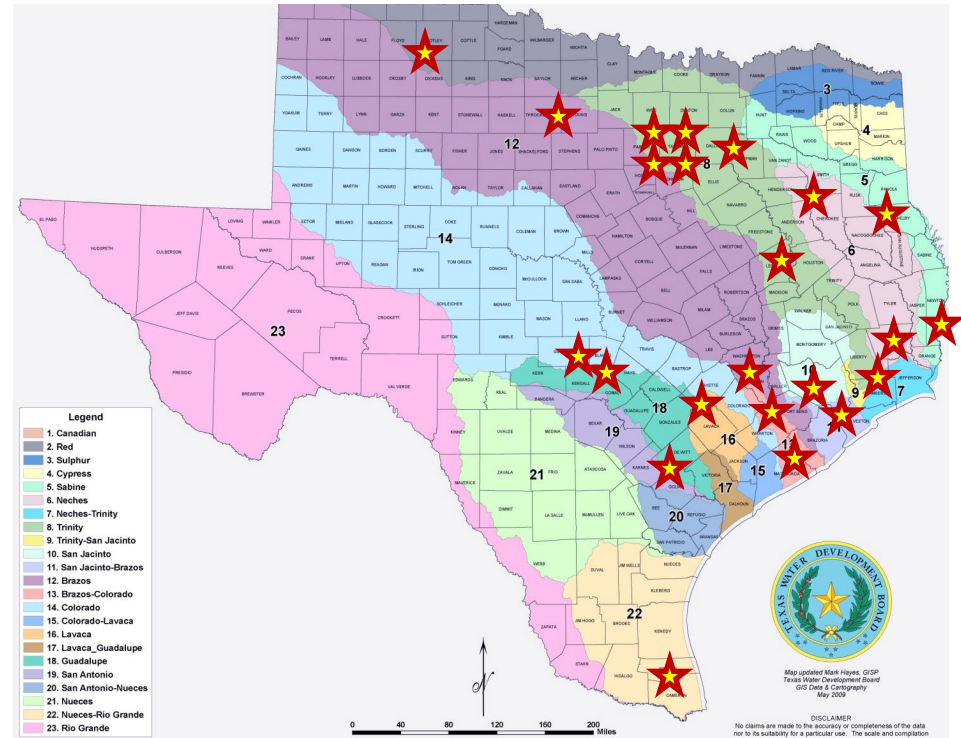 HARDEMAN
BAILEY LAMB HALE FLOYD MOTLEY COTTLE
FOARD WILBARGER WICHITA
CLAY MONTAGUE COOKE GRAYSON FANNIN LAMAR RED RIVER BOWIE
COCHRAN HOCKLEY LUBBOCK CROSBY DICKENS KING KNOX BAYLOR ARCHER
3
DELTA
HOPKINS
CASS
4
CAMP
MARION
UPSHUR
HARRISON
YOAKUM TERRY LYNN GARZA KENT STONEWALL HASKELL
JACK DENTON COLLIN HUNT
RAINS WOOD
GAINES DAWSON BORDEN SCURRY FISHER JONES SHACKELFORD STEPHENS PALO PINTO
12
8
VAN ZANDT SMITH GREGG
5
ANDREWS MARTIN HOWARD MITCHELL NOLAN TAYLOR CALLAHAN EASTLAND ERATH
ELLIS HENDERSON RUSK PANOLA
NAVARRO CHEROKEE
EL PASO
LOVING WINKLER ECTOR MIDLAND GLASSCOCK COKE RUNNELS COLEMAN BROWN COMANCHE BOSQUE HILL
STERLING
FREESTONE ANDERSON NACOGDOCHES SHELBY
HUDSPETH CULBERSON REEVES WARD CRANE UPTON REAGAN IRION TOM GREEN CONCHO McCULLOCH MILLS HAMILTON McLENNAN LIMESTONE
14
6
SAN AUGUSTINE SABINE
CORYELL FALLS HOUSTON ANGELINA
SAN SABA LAMPASAS BELL ROBERTSON MADISON TRINITY
JEFF DAVIS PECOS CROCKETT SCHLEICHER MENARD MASON LLANO BURNET WILLIAMSON MILAM BRAZOS WALKER POLK TYLER JASPER NEWTON
23
SUTTON KIMBLE BURLESON GRIMES SAN JACINTO
TERRELL TRAVIS LEE WASHINGTON MONTGOMERY LIBERTY ORANGE
PRESIDIO BREWSTER VAL VERDE
EDWARDS KERR KENDALL HAYS BASTROP
10
9
JEFFERSON
7
REAL BANDERA CALDWELL COLORADO WALLER
18
GUADALUPE
BEXAR GONZALES LAVACA
KINNEY UVALDE MEDINA
19
16
WHARTON BRAZORIA
WILSON
DE WITT JACKSON
15
ZAVALA FRIO ATASCOSA KARNES
21
VICTORIA
17
MAVERICK CALHOUN
BEE
20
REFUGIO
DIMMIT LA SALLE McMULLEN LIVE OAK
ARANSAS
SAN PATRICIO
WEBB DUVAL JIM WELLS NUECES
KLEBERG
22
ZAPATA JIM HOGG BROOKS KENEDY
STARR HIDALGO
CAMERON
Legend
1. Canadian
2. Red
3. Sulphur
4. Cypress
5. Sabine
6. Neches
7. Neches-Trinity
8. Trinity
9. Trinity-San Jacinto
10. San Jacinto
11. San Jacinto-Brazos
12. Brazos
13. Brazos-Colorado
14. Colorado
15. Colorado-Lavaca
16. Lavaca
17. Lavaca_Guadalupe
18. Guadalupe
19. San Antonio
20. San Antonio-Nueces
21. Nueces
22. Nueces-Rio Grande
23. Rio Grande
N
0 40 80 120 160 200
Miles
TEXAS WATER DEVELOPMENT BOARD
Map updated Mark Hayes, GISP
Texas Water Development Board
GIS Data & Cartography
May 2009
DISCLAIMER
No claims are made to the accuracy or completeness of the data
nor to its suitability for a particular use. The scale and compilation